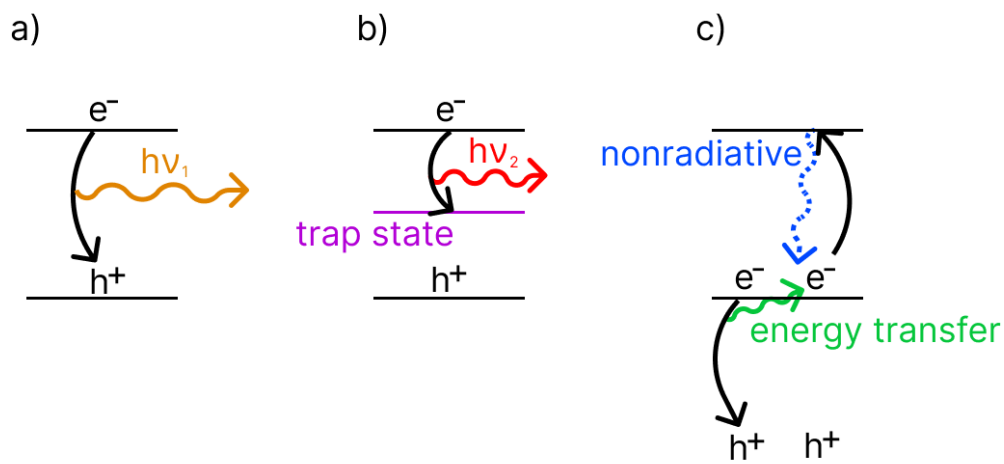 a)
e⁻
hν₁
h⁺
b)
e⁻
hν₂
trap state
h⁺
c)
nonradiative
e⁻ e⁻
energy transfer
h⁺ h⁺